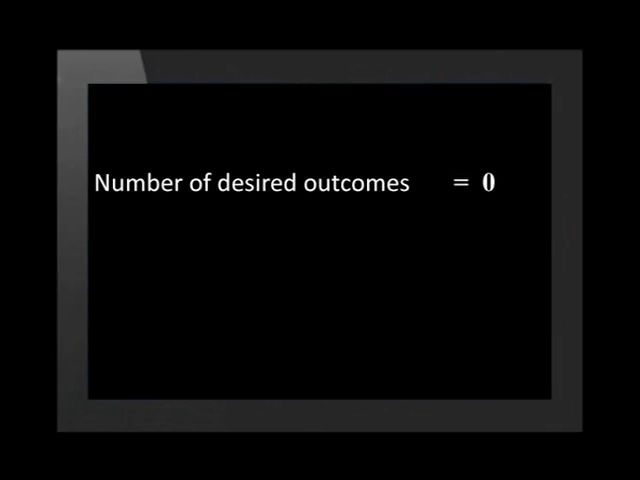 Number of desired outcomes = 0